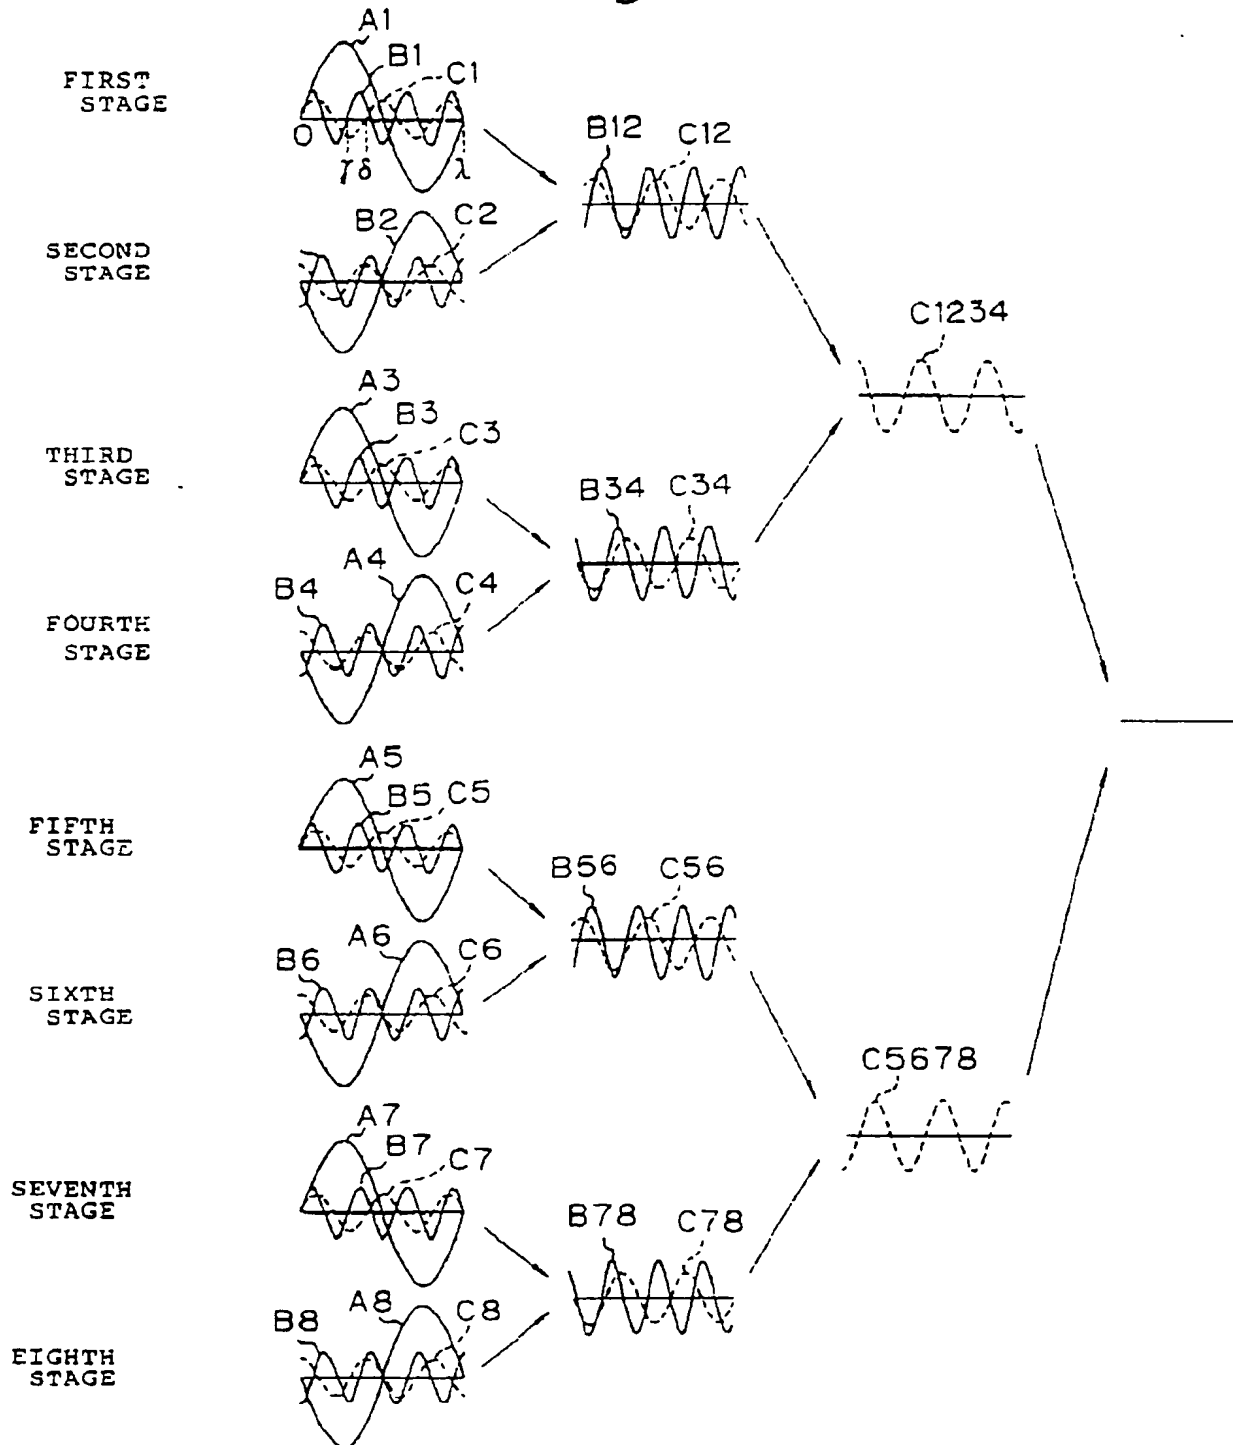 A1
B1
C1
FIRST
STAGE
O γ δ λ
B12 C12
B2 C2
SECOND
STAGE
C1234
A3
B3
C3
THIRD
STAGE
B34 C34
A4
B4 C4
FOURTH
STAGE
A5
B5 C5
FIFTH
STAGE
B56 C56
A6
B6 C6
SIXTH
STAGE
C5678
A7
B7
C7
SEVENTH
STAGE
B78 C78
A8
B8 C8
EIGHTH
STAGE